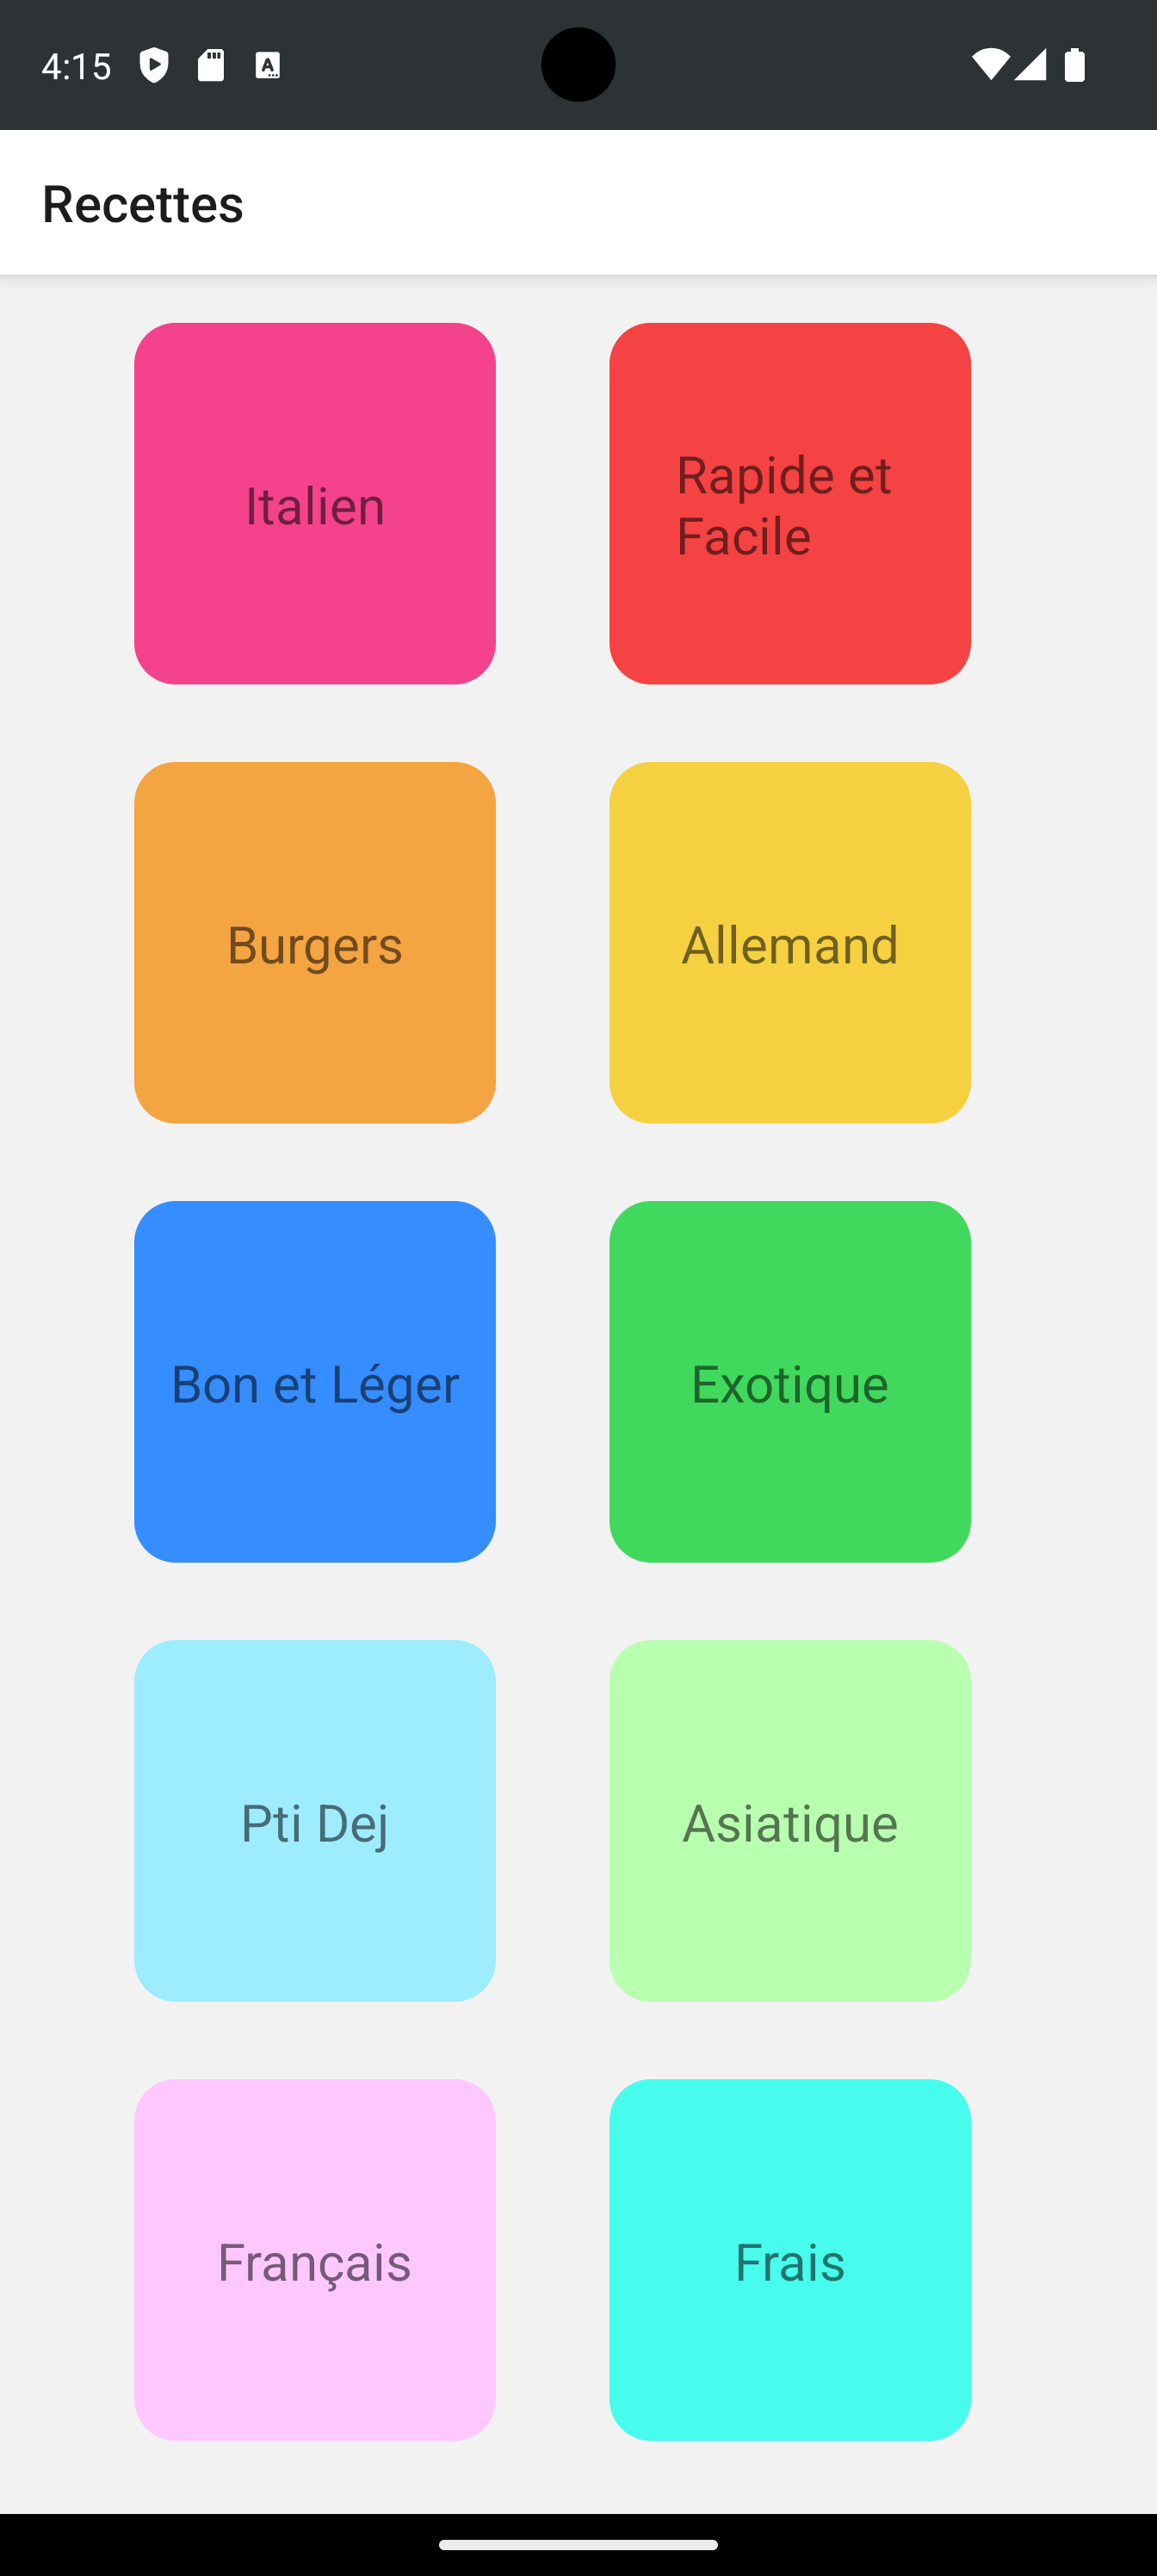 4:15
Recettes
Italien
Rapide et
Facile
Burgers
Allemand
Bon et Léger
Exotique
Pti Dej
Asiatique
Français
Frais